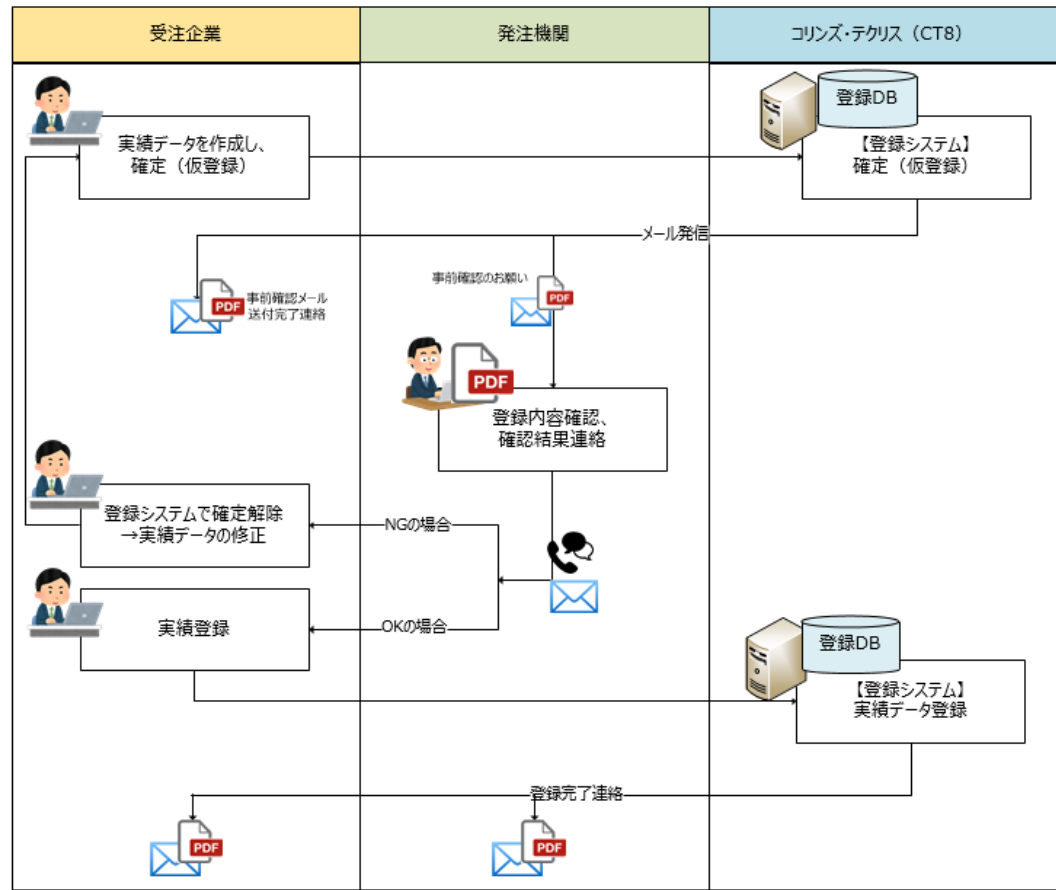 受注企業
発注機関
コリンズ・テクリス（CT8）
登録DB
実績データを作成し、
確定（仮登録）
【登録システム】
確定（仮登録）
メール発信
事前確認のお願い
PDF
事前確認メール
送付完了連絡
PDF
PDF
登録内容確認、
確認結果連絡
登録システムで確定解除
→実績データの修正
NGの場合
実績登録
OKの場合
登録DB
【登録システム】
実績データ登録
登録完了連絡
PDF
PDF